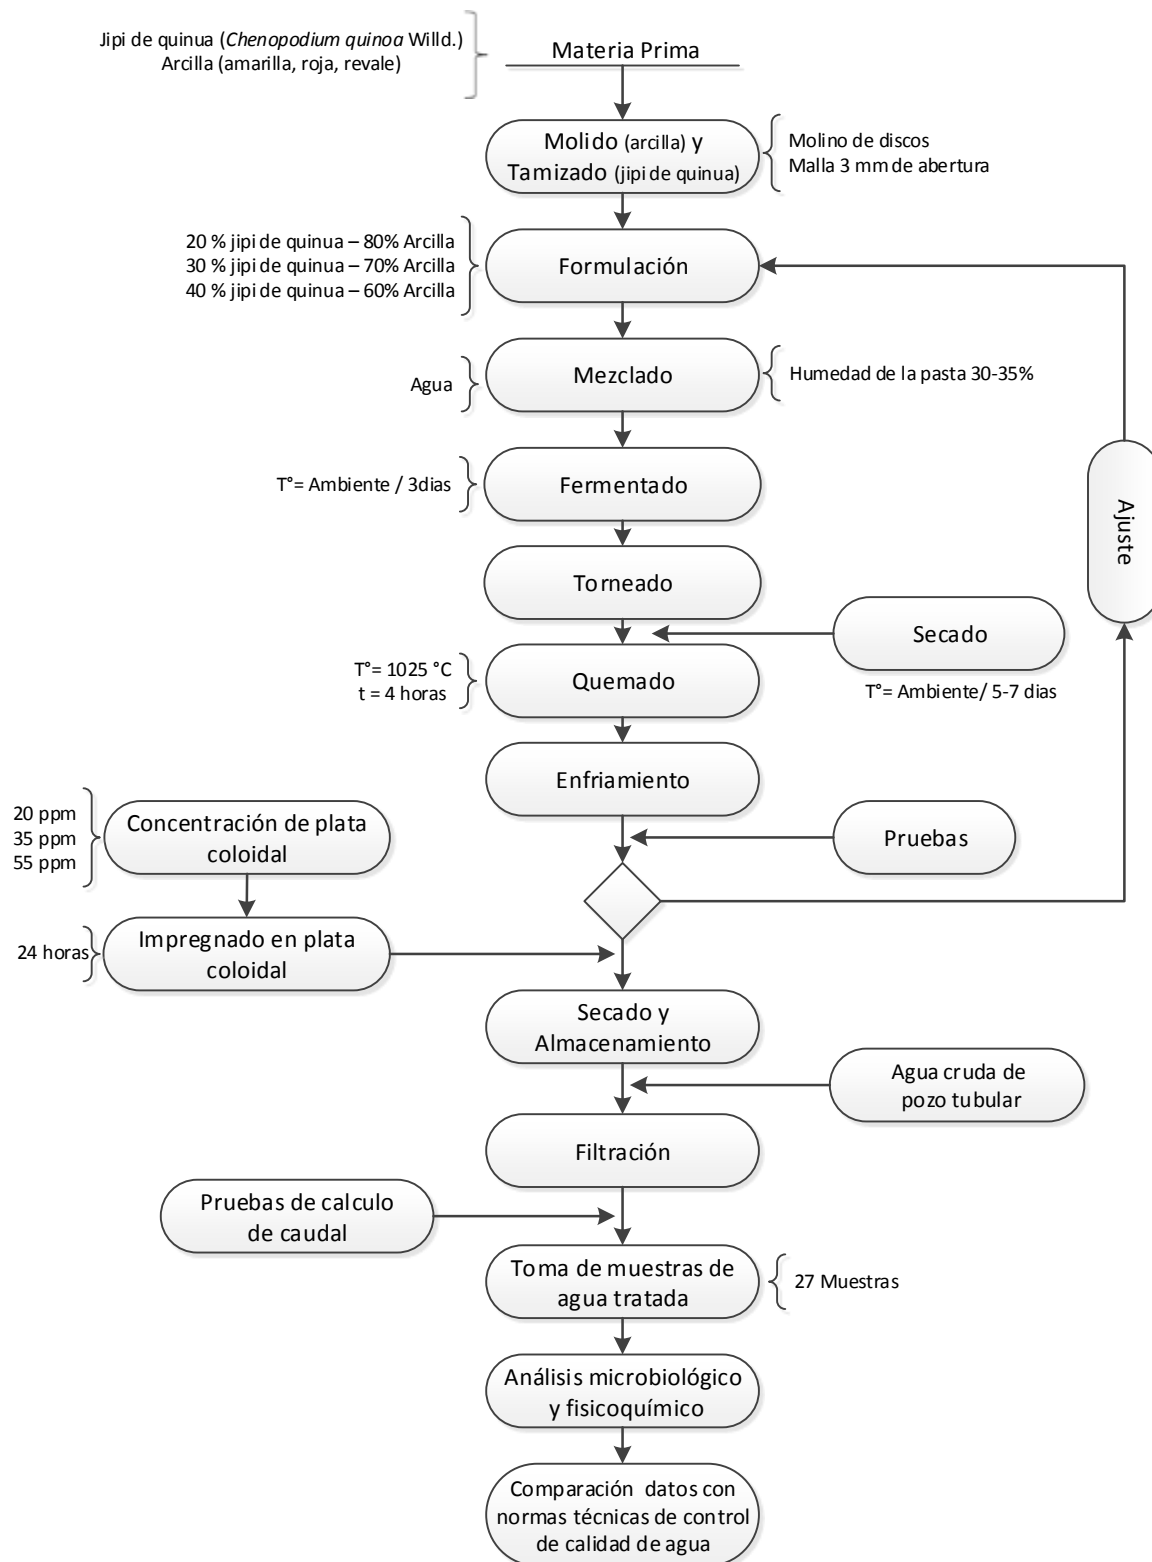 Jipi de quinua (Chenopodium quinoa Willd.)
Arcilla (amarilla, roja, revale)
Materia Prima
Molido (arcilla) y
Tamizado (jipi de quinua)
Molino de discos
Malla 3 mm de abertura
20 % jipi de quinua – 80% Arcilla
30 % jipi de quinua – 70% Arcilla
40 % jipi de quinua – 60% Arcilla
Formulación
Agua
Mezclado
Humedad de la pasta 30-35%
T°= Ambiente / 3dias
Fermentado
Ajuste
Torneado
Secado
T°= Ambiente/ 5-7 dias
T°= 1025 °C
t = 4 horas
Quemado
Enfriamiento
20 ppm
35 ppm
55 ppm
Concentración de plata
coloidal
Pruebas
24 horas
Impregnado en plata
coloidal
Secado y
Almacenamiento
Agua cruda de
pozo tubular
Filtración
Pruebas de calculo
de caudal
Toma de muestras de
agua tratada
27 Muestras
Análisis microbiológico
y fisicoquímico
Comparación datos con
normas técnicas de control
de calidad de agua